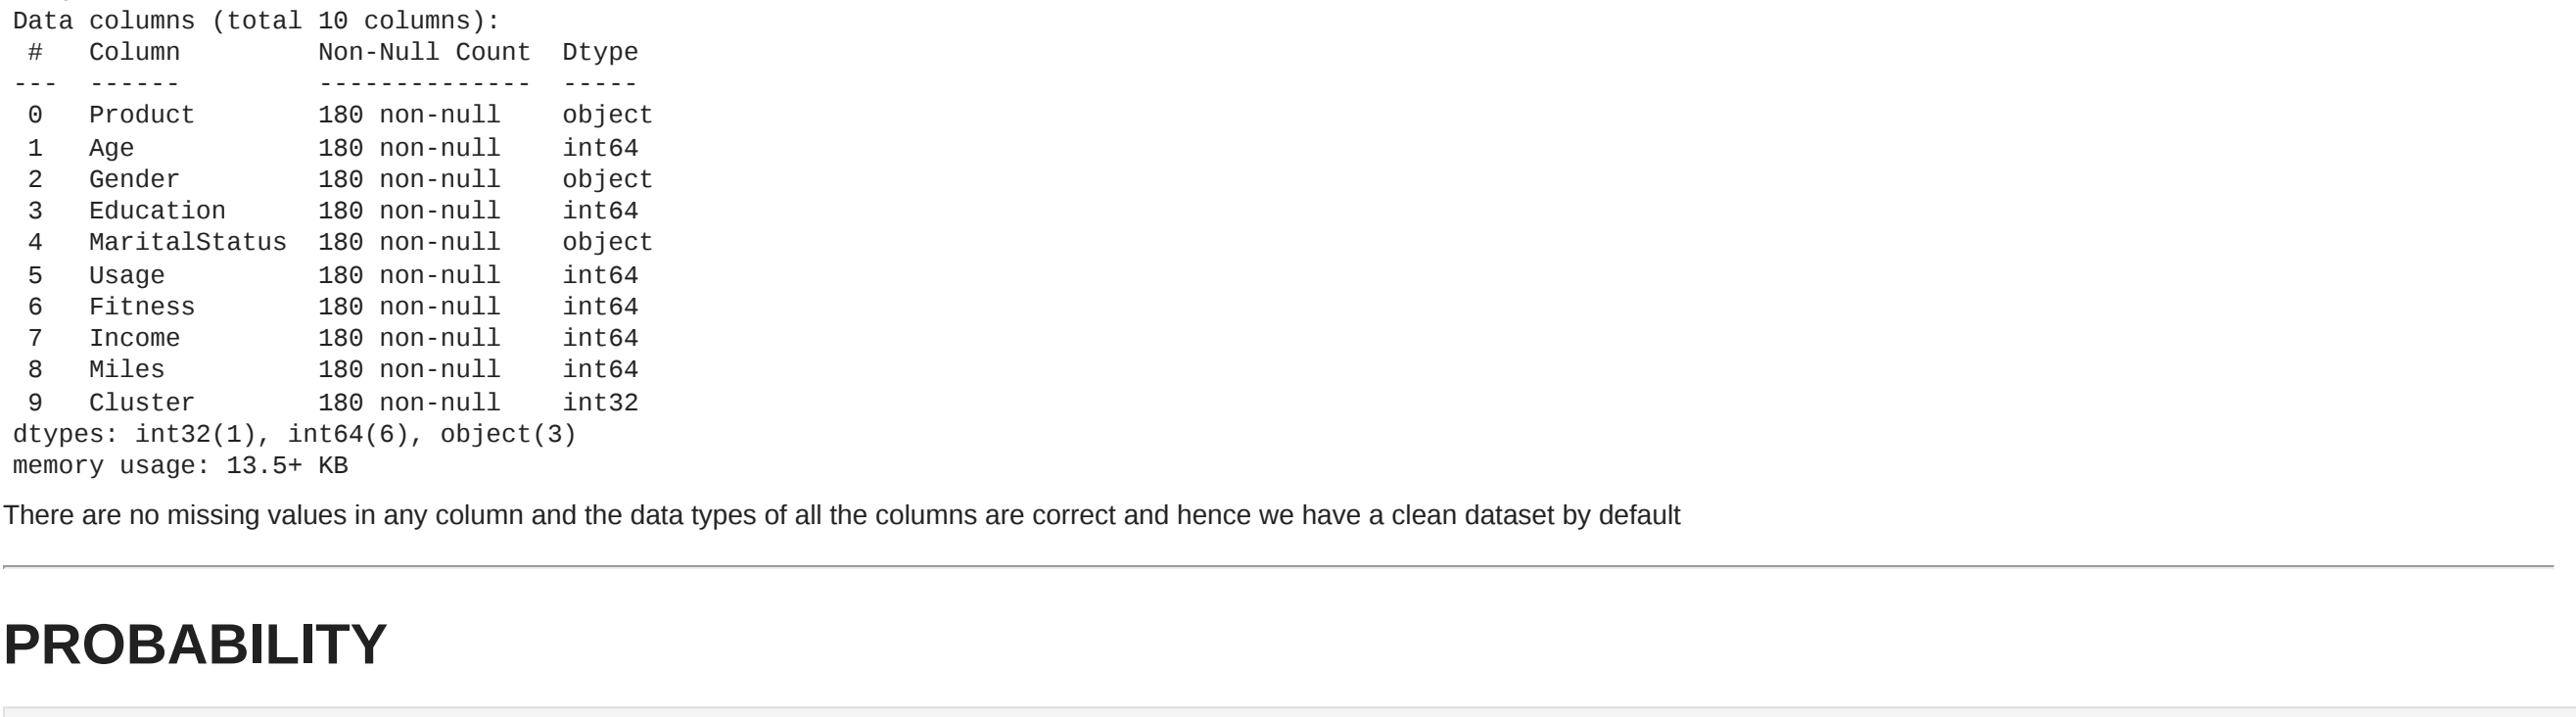 Data columns (total 10 columns):
 #   Column         Non-Null Count  Dtype
---  ------         --------------  -----
 0   Product        180 non-null    object
 1   Age            180 non-null    int64
 2   Gender         180 non-null    object
 3   Education      180 non-null    int64
 4   MaritalStatus  180 non-null    object
 5   Usage          180 non-null    int64
 6   Fitness        180 non-null    int64
 7   Income         180 non-null    int64
 8   Miles          180 non-null    int64
 9   Cluster        180 non-null    int32
dtypes: int32(1), int64(6), object(3)
memory usage: 13.5+ KB
There are no missing values in any column and the data types of all the columns are correct and hence we have a clean dataset by default
PROBABILITY